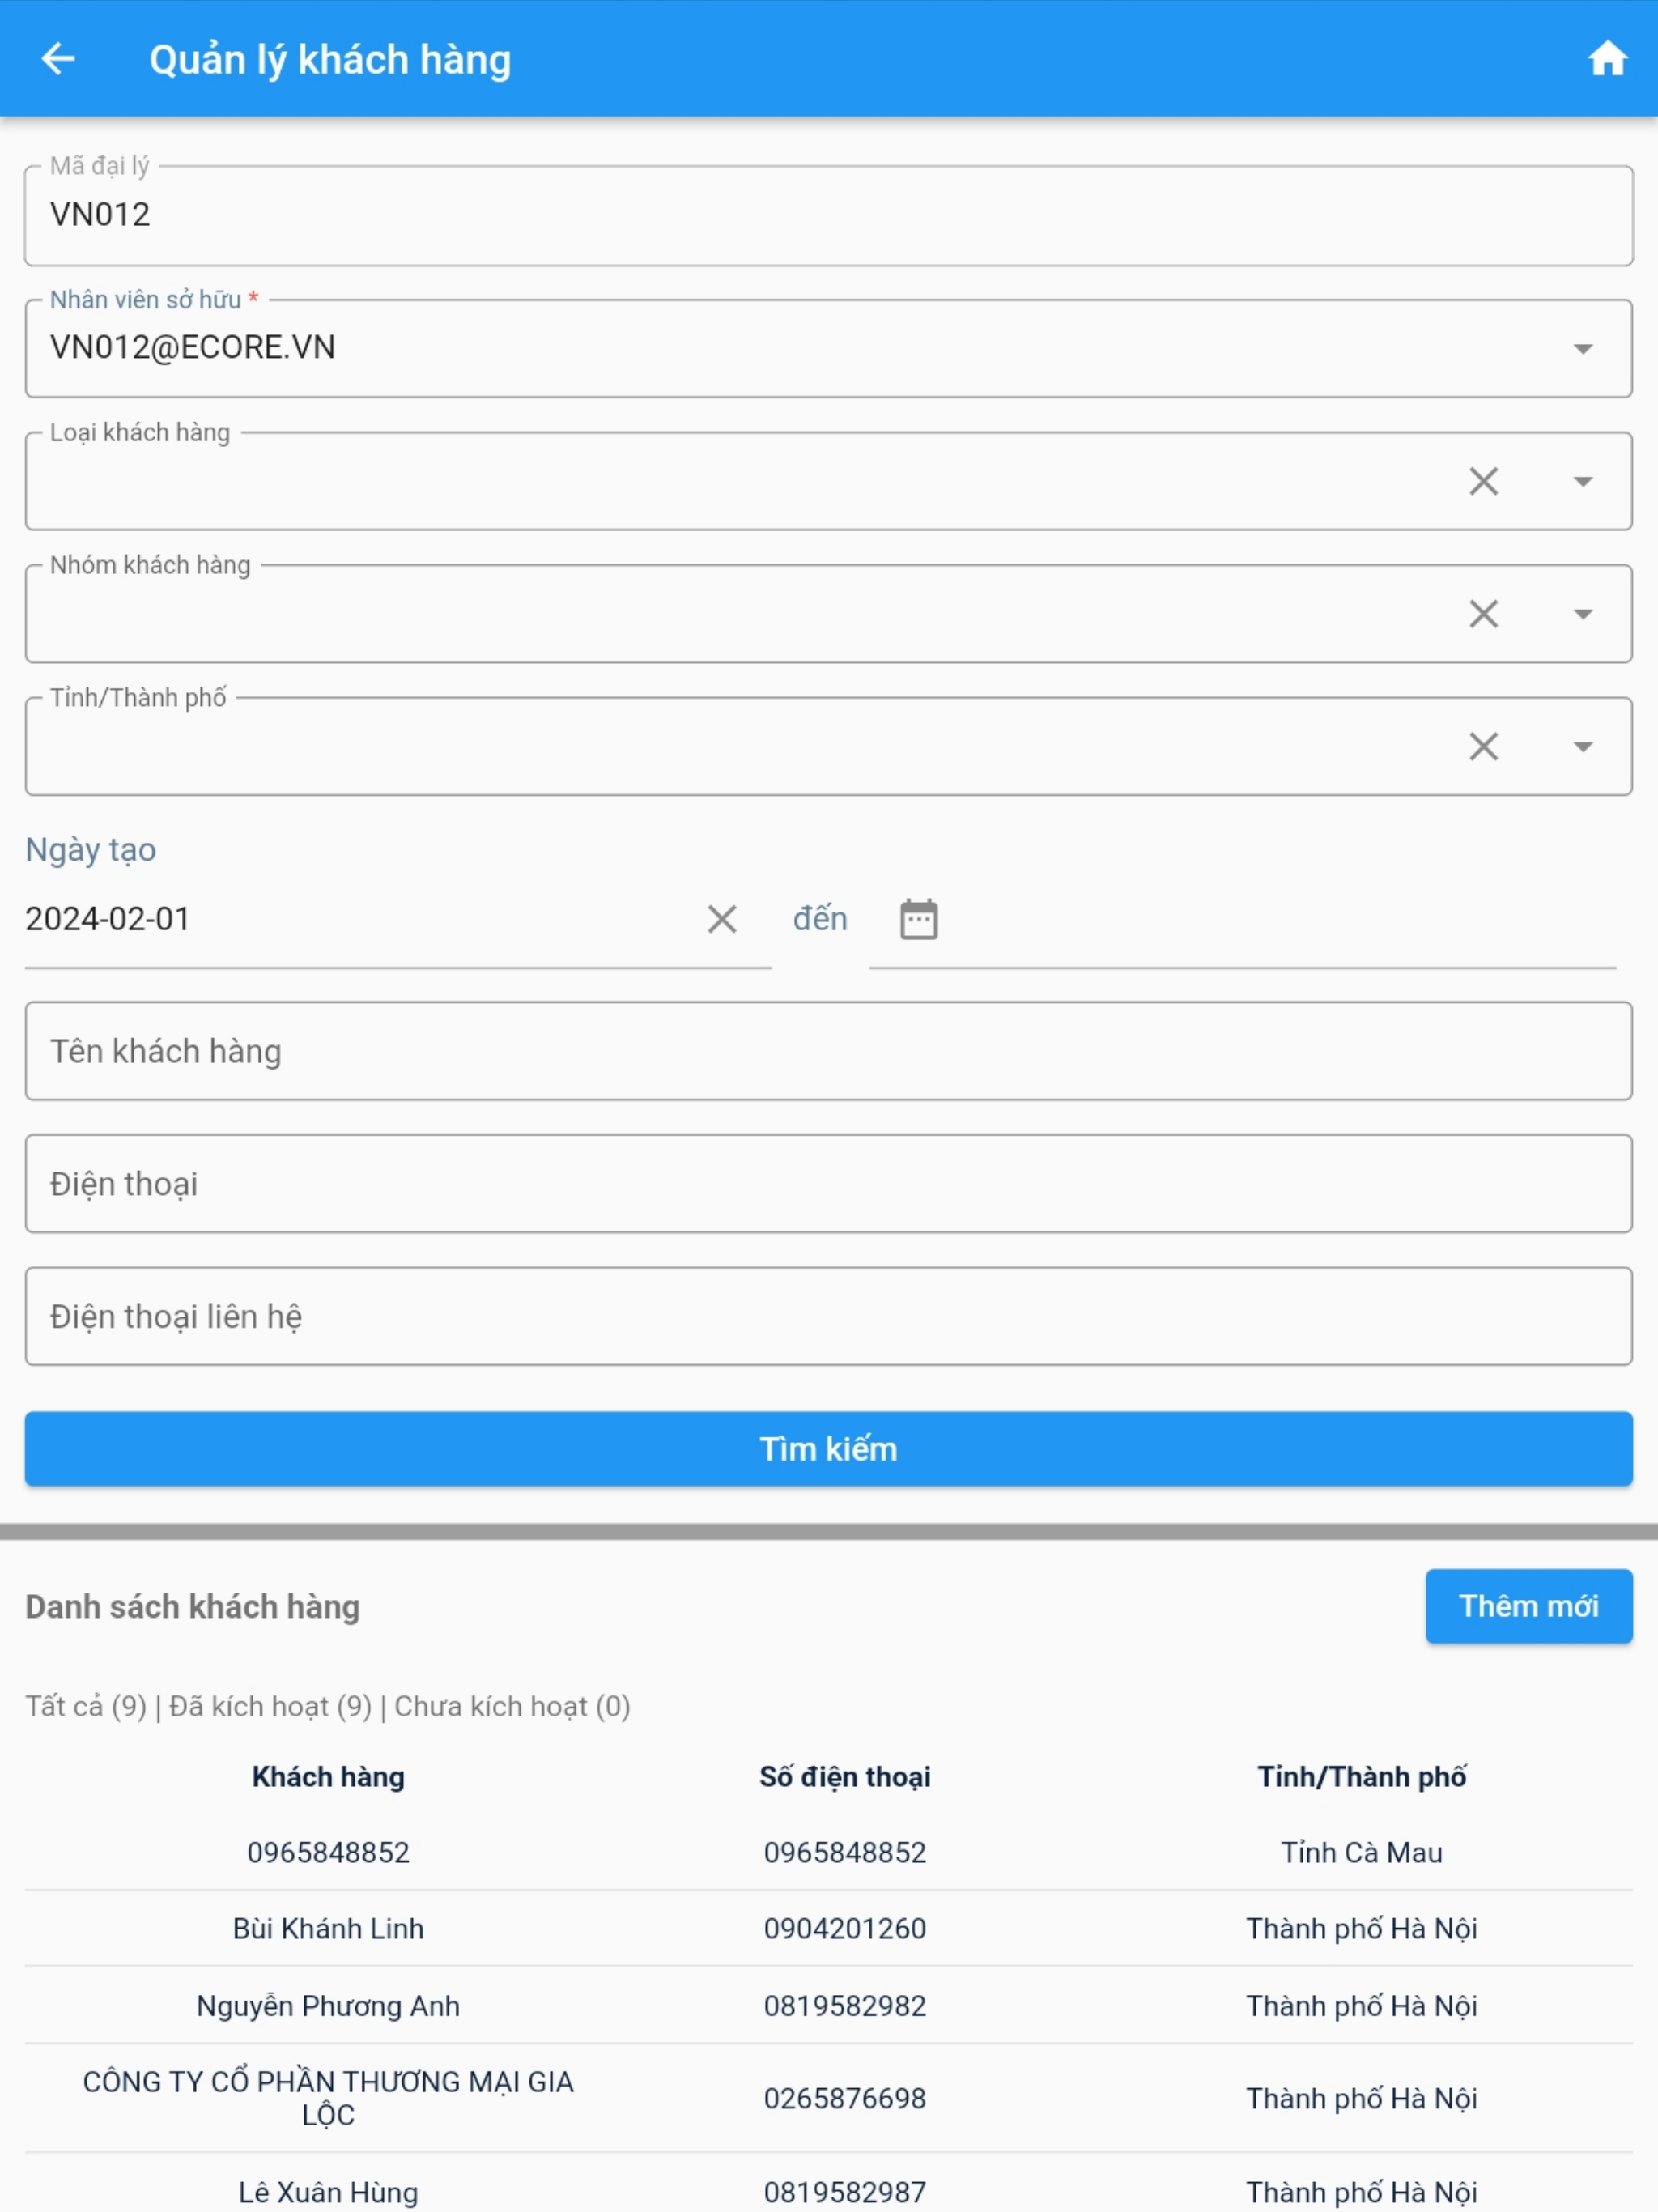 Quản lý khách hàng
Mã đại lý
VN012
Nhân viên sở hữu *
VN012@ECORE.VN
Loại khách hàng
Nhóm khách hàng
Tỉnh/Thành phố
Ngày tạo
2024-02-01 đến
Tên khách hàng
Điện thoại
Điện thoại liên hệ
Tìm kiếm
Danh sách khách hàng Thêm mới
Tất cả (9) | Đã kích hoạt (9) | Chưa kích hoạt (0)
Khách hàng Số điện thoại Tỉnh/Thành phố
0965848852 0965848852 Tỉnh Cà Mau
Bùi Khánh Linh 0904201260 Thành phố Hà Nội
Nguyễn Phương Anh 0819582982 Thành phố Hà Nội
CÔNG TY CỔ PHẦN THƯƠNG MẠI GIA
LỘC 0265876698 Thành phố Hà Nội
Lê Xuân Hùng 0819582987 Thành phố Hà Nội